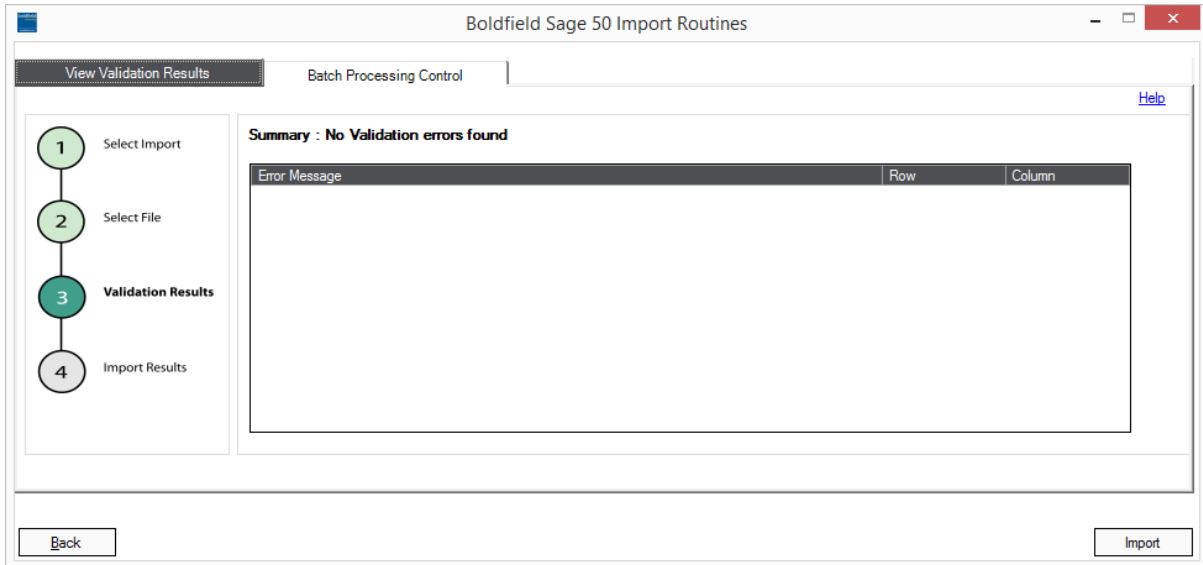 Boldfield Sage 50 Import Routines
View Validation Results
Batch Processing Control
Help
1 Select Import
2 Select File
3 Validation Results
4 Import Results
Summary : No Validation errors found
Error Message Row Column
Back
Import